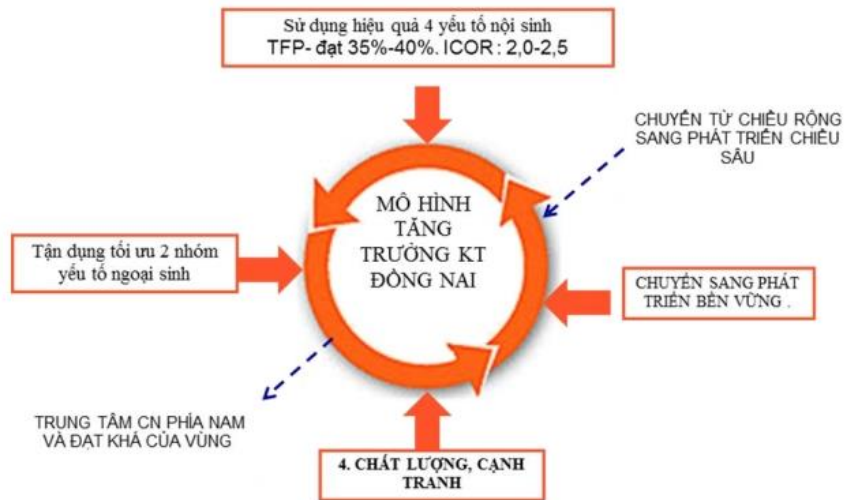 Sử dụng hiệu quả 4 yếu tố nội sinh
TFP- đạt 35%-40%. ICOR : 2,0-2,5
CHUYỂN TỪ CHIỀU RỘNG
SANG PHÁT TRIỂN CHIỀU
SÂU
MÔ HÌNH
TĂNG
TRƯỞNG KT
ĐỒNG NAI
Tận dụng tối ưu 2 nhóm
yếu tố ngoại sinh
CHUYỂN SANG PHÁT
TRIỂN BỀN VỮNG .
TRUNG TÂM CN PHÍA NAM
VÀ ĐẠT KHÁ CỦA VÙNG
4. CHẤT LƯỢNG, CẠNH
TRANH